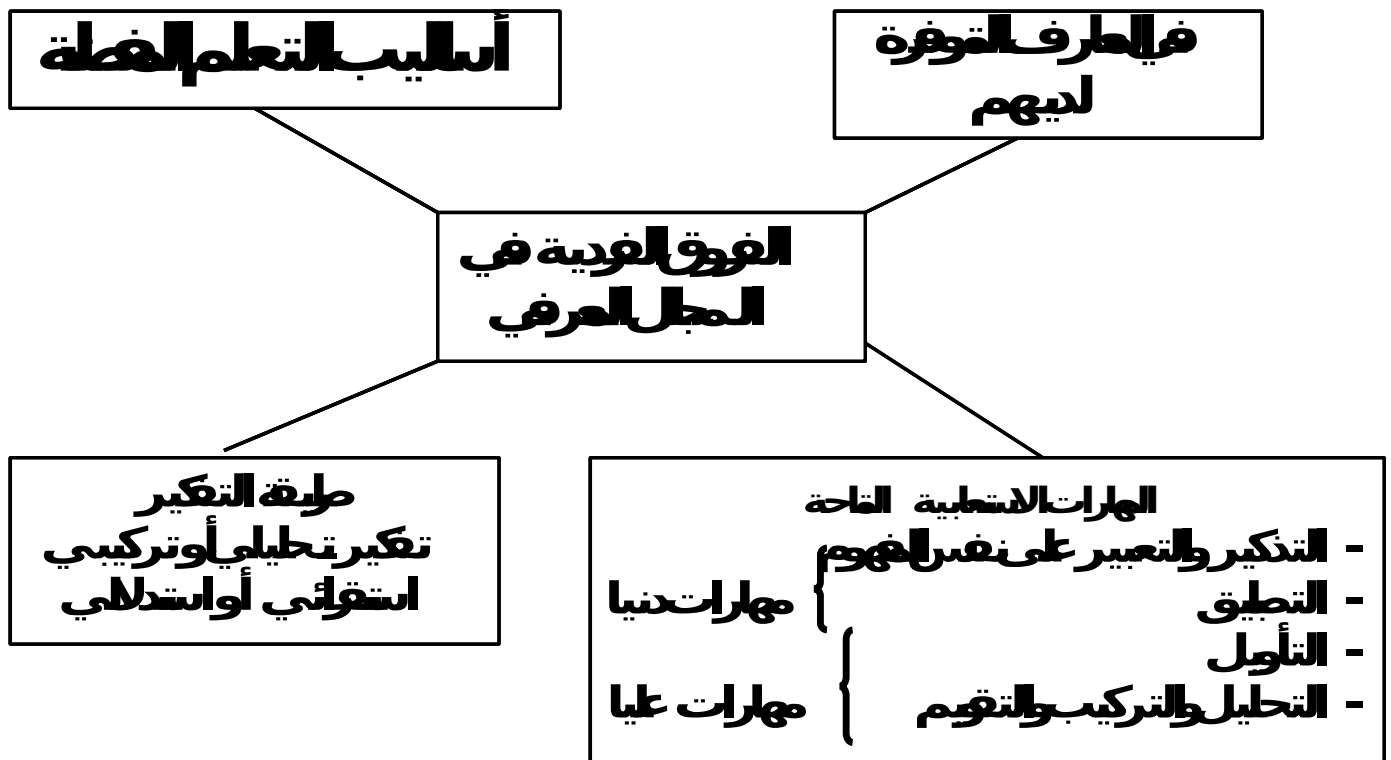 في المعارف المتوفرة
لديهم
أساليب التعلم المفضلة
الفروق الفردية في
المجال المعرفي
المهارات الاستيعابية المتاحة
- التذكير والتعبير على نفس المفهوم
- التطبيق
مهارات دنيا
- التأويل
- التحليل والتركيب والتقويم
مهارات عليا
طريقة التفكير
تفكير تحليلي أو تركيبي
استقرائي أو استدلالي